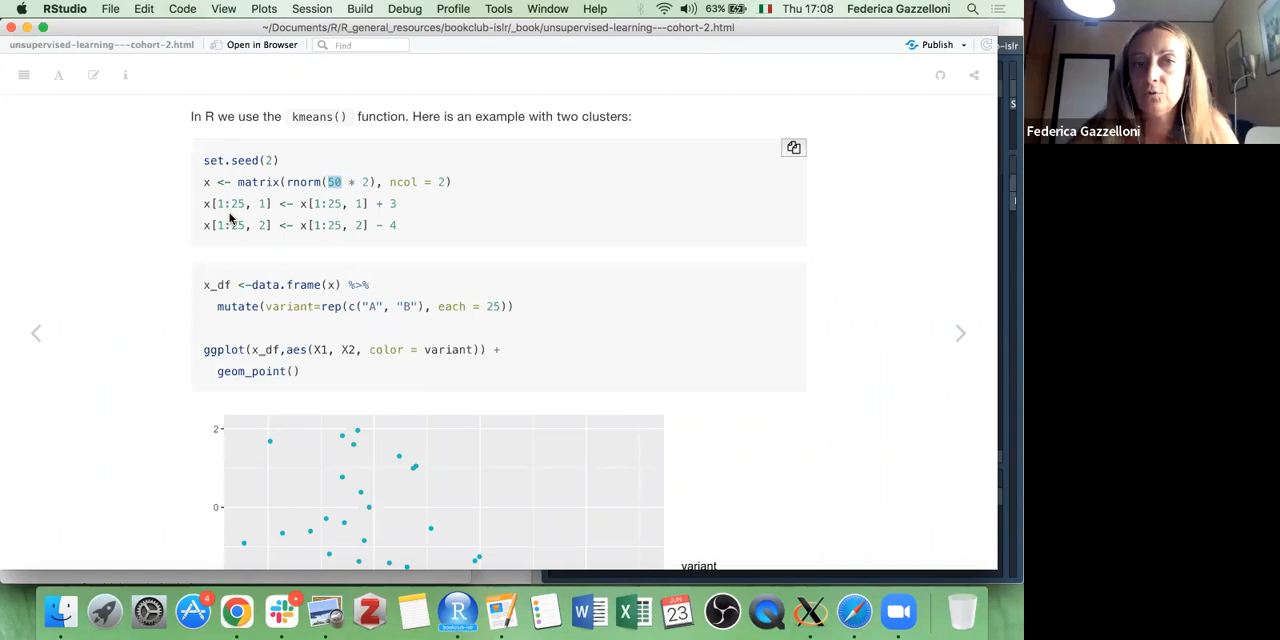 RStudio File Edit Code View Plots Session Build Debug Profile Tools Window Help 63% Thu 17:08 Federica Gazzelloni
~/Documents/R/R_general_resources/bookclub-islr/_book/unsupervised-learning---cohort-2.html
unsupervised-learning---cohort-2.html Open in Browser Find Publish
o-islr
In R we use the kmeans() function. Here is an example with two clusters:
set.seed(2)
x <- matrix(rnorm(50 * 2), ncol = 2)
x[1:25, 1] <- x[1:25, 1] + 3
x[1:25, 2] <- x[1:25, 2] - 4
x_df <-data.frame(x) %>%
mutate(variant=rep(c("A", "B"), each = 25))
ggplot(x_df,aes(X1, X2, color = variant)) +
geom_point()
2
0
variant
Federica Gazzelloni
4
JUN
23
R
bookclub-islr